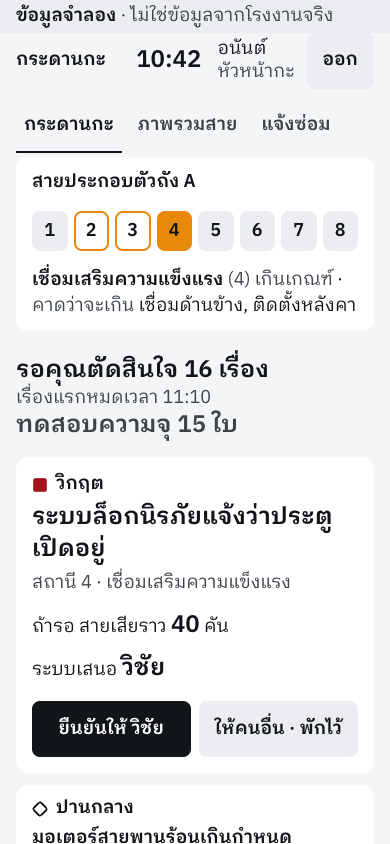 ข้อมูลจำลอง · ไม่ใช่ข้อมูลจากโรงงานจริง
กระดานกะ 10:42 อนันต์ หัวหน้ากะ ออก
กระดานกะ ภาพรวมสาย แจ้งซ่อม
สายประกอบตัวถัง A
1 2 3 4 5 6 7 8
เชื่อมเสริมความแข็งแรง (4) เกินเกณฑ์ ·
คาดว่าจะเกิน เชื่อมด้านข้าง, ติดตั้งหลังคา
รอคุณตัดสินใจ 16 เรื่อง
เรื่องแรกหมดเวลา 11:10
ทดสอบความจุ 15 ใบ
วิกฤต
ระบบล็อกนิรภัยแจ้งว่าประตู
เปิดอยู่
สถานี 4 · เชื่อมเสริมความแข็งแรง
ถ้ารอ สายเสียราว 40 คัน
ระบบเสนอ วิชัย
ยืนยันให้ วิชัย ให้คนอื่น · พักไว้
ปานกลาง
มอเตอร์สายพานร้อนเกินกำหนด